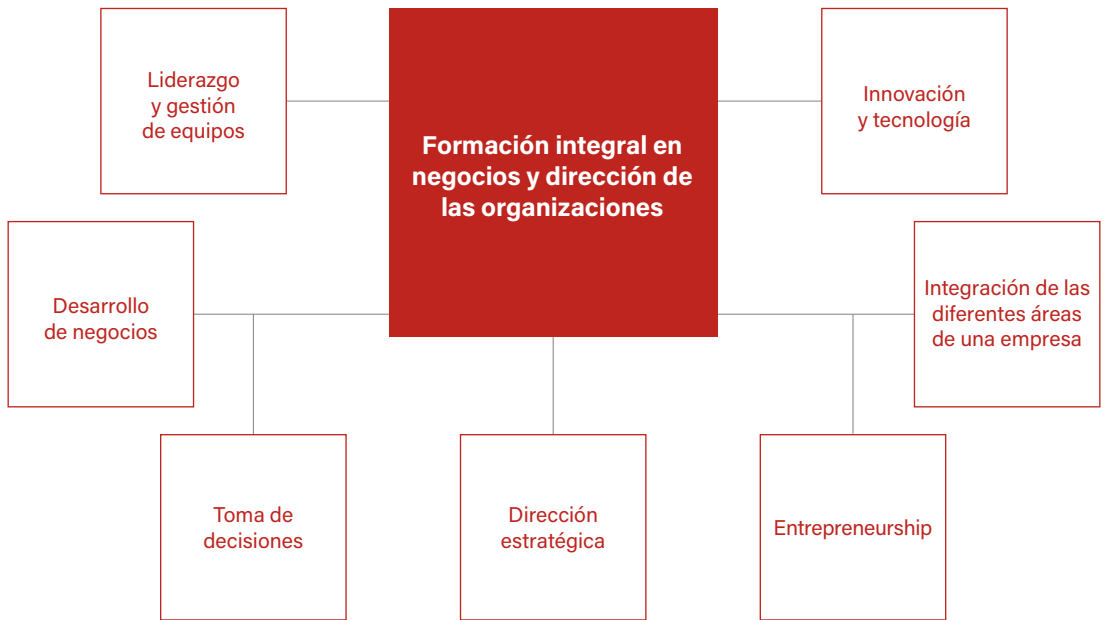 Liderazgo
y gestión
de equipos
Formación integral en
negocios y dirección de
las organizaciones
Innovación
y tecnología
Desarrollo
de negocios
Integración de las
diferentes áreas
de una empresa
Toma de
decisiones
Dirección
estratégica
Entrepreneurship